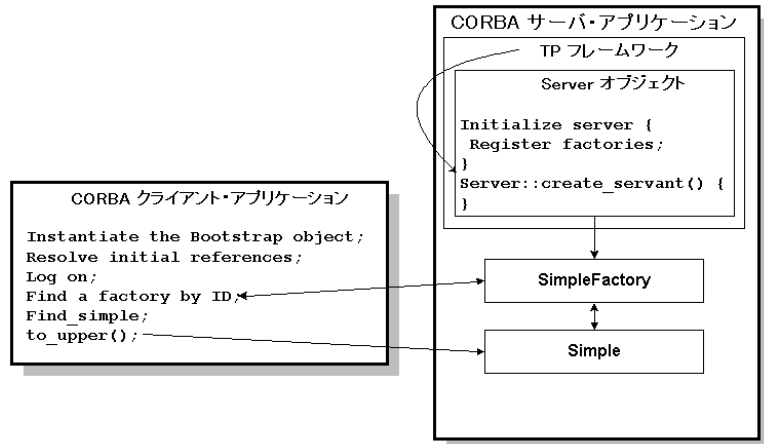 CORBA サーバ・アプリケーション
TP フレームワーク
Server オブジェクト
Initialize server {
Register factories;
}
Server::create_servant() {
}
SimpleFactory
Simple
CORBA クライアント・アプリケーション
Instantiate the Bootstrap object;
Resolve initial references;
Log on;
Find a factory by ID;
Find_simple;
to_upper();